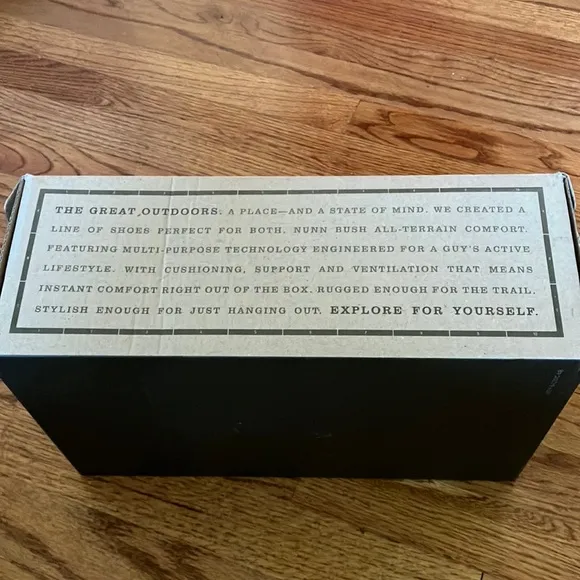 THE GREAT OUTDOORS: A PLACE—AND A STATE OF MIND. WE CREATED A
LINE OF SHOES PERFECT FOR BOTH. NUNN BUSH ALL-TERRAIN COMFORT.
FEATURING MULTI-PURPOSE TECHNOLOGY ENGINEERED FOR A GUY'S ACTIVE
LIFESTYLE. WITH CUSHIONING, SUPPORT AND VENTILATION THAT MEANS
INSTANT COMFORT RIGHT OUT OF THE BOX. RUGGED ENOUGH FOR THE TRAIL.
STYLISH ENOUGH FOR JUST HANGING OUT. EXPLORE FOR YOURSELF.